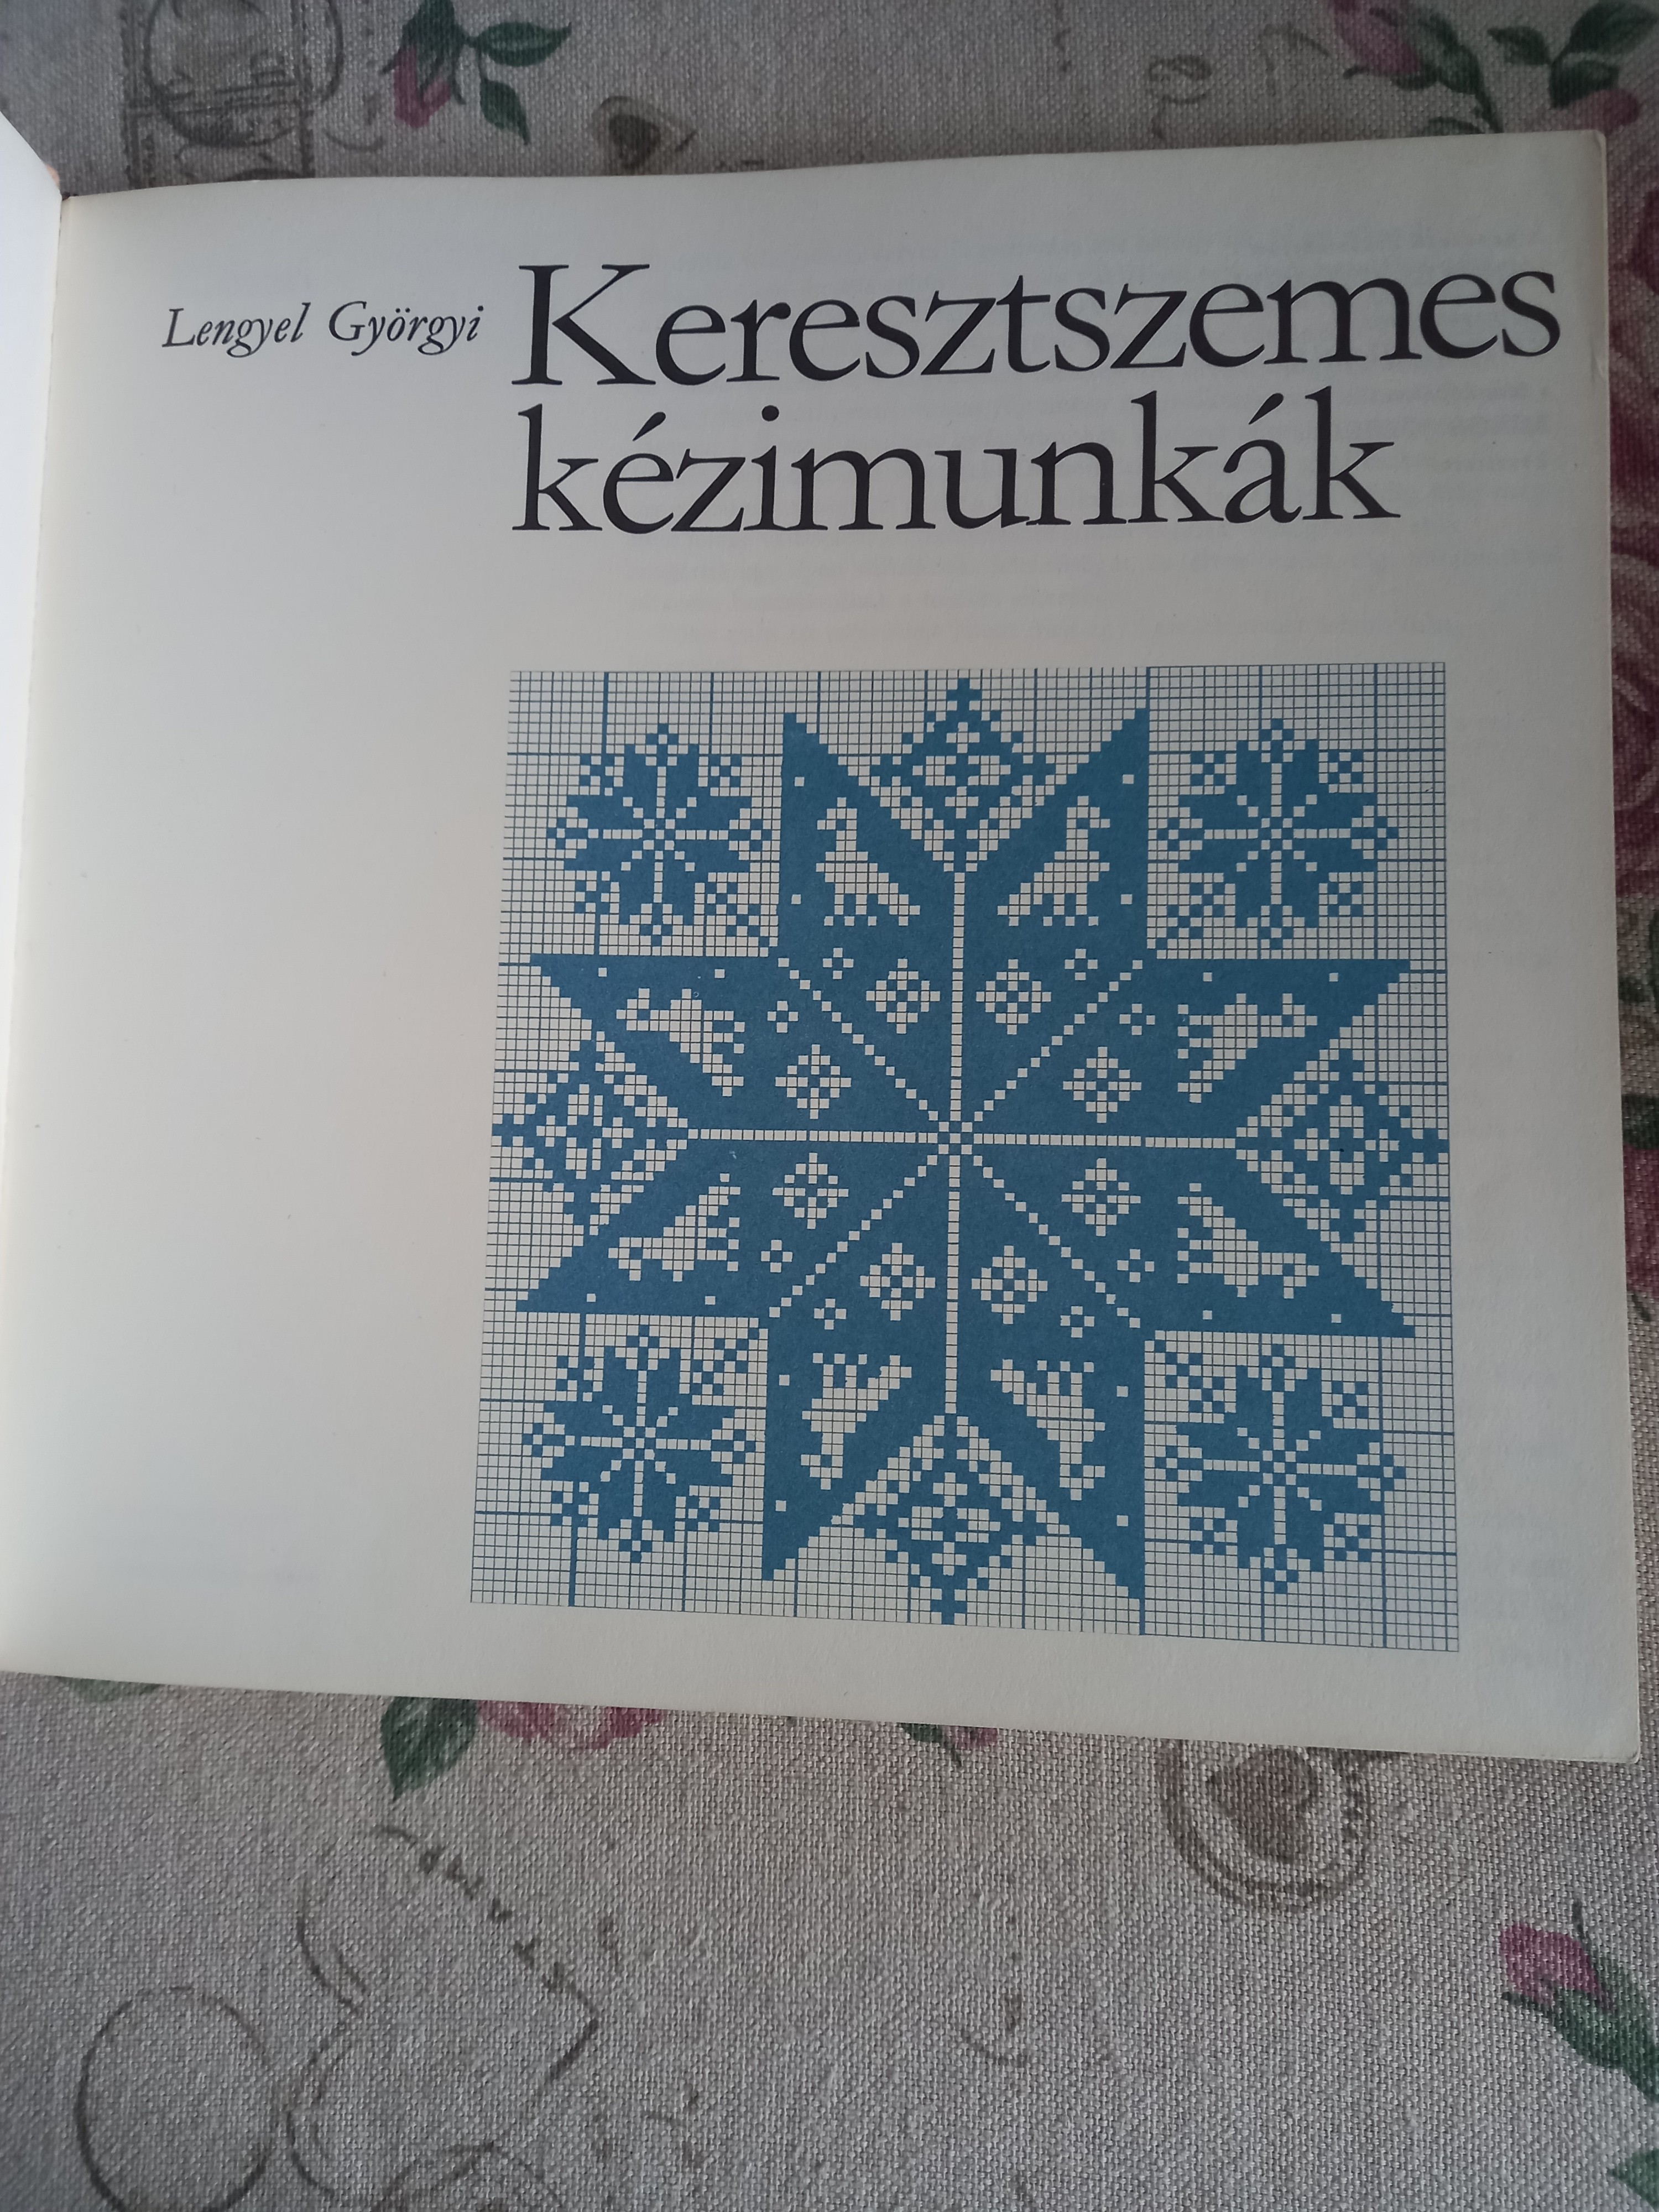 Lengyel Györgyi
Keresztszemes
kézimunkák